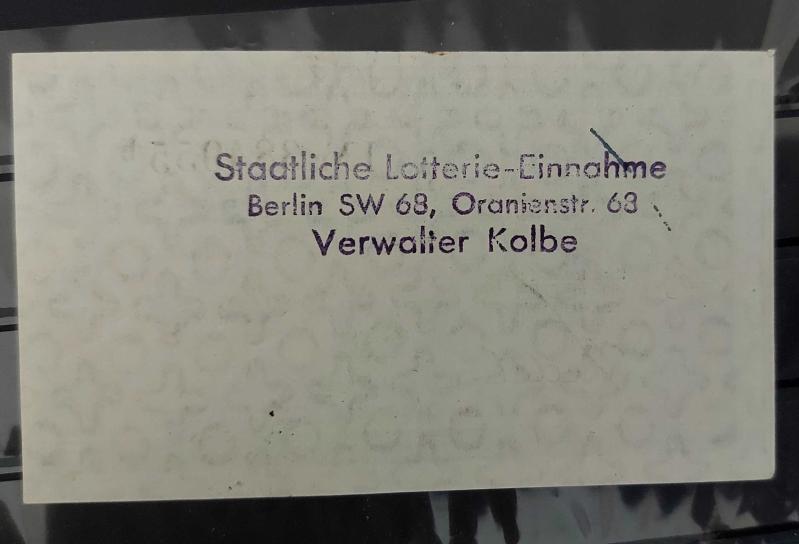 Staatliche Lotterie-Einnahme
Berlin SW 68, Oranienstr. 63
Verwalter Kolbe